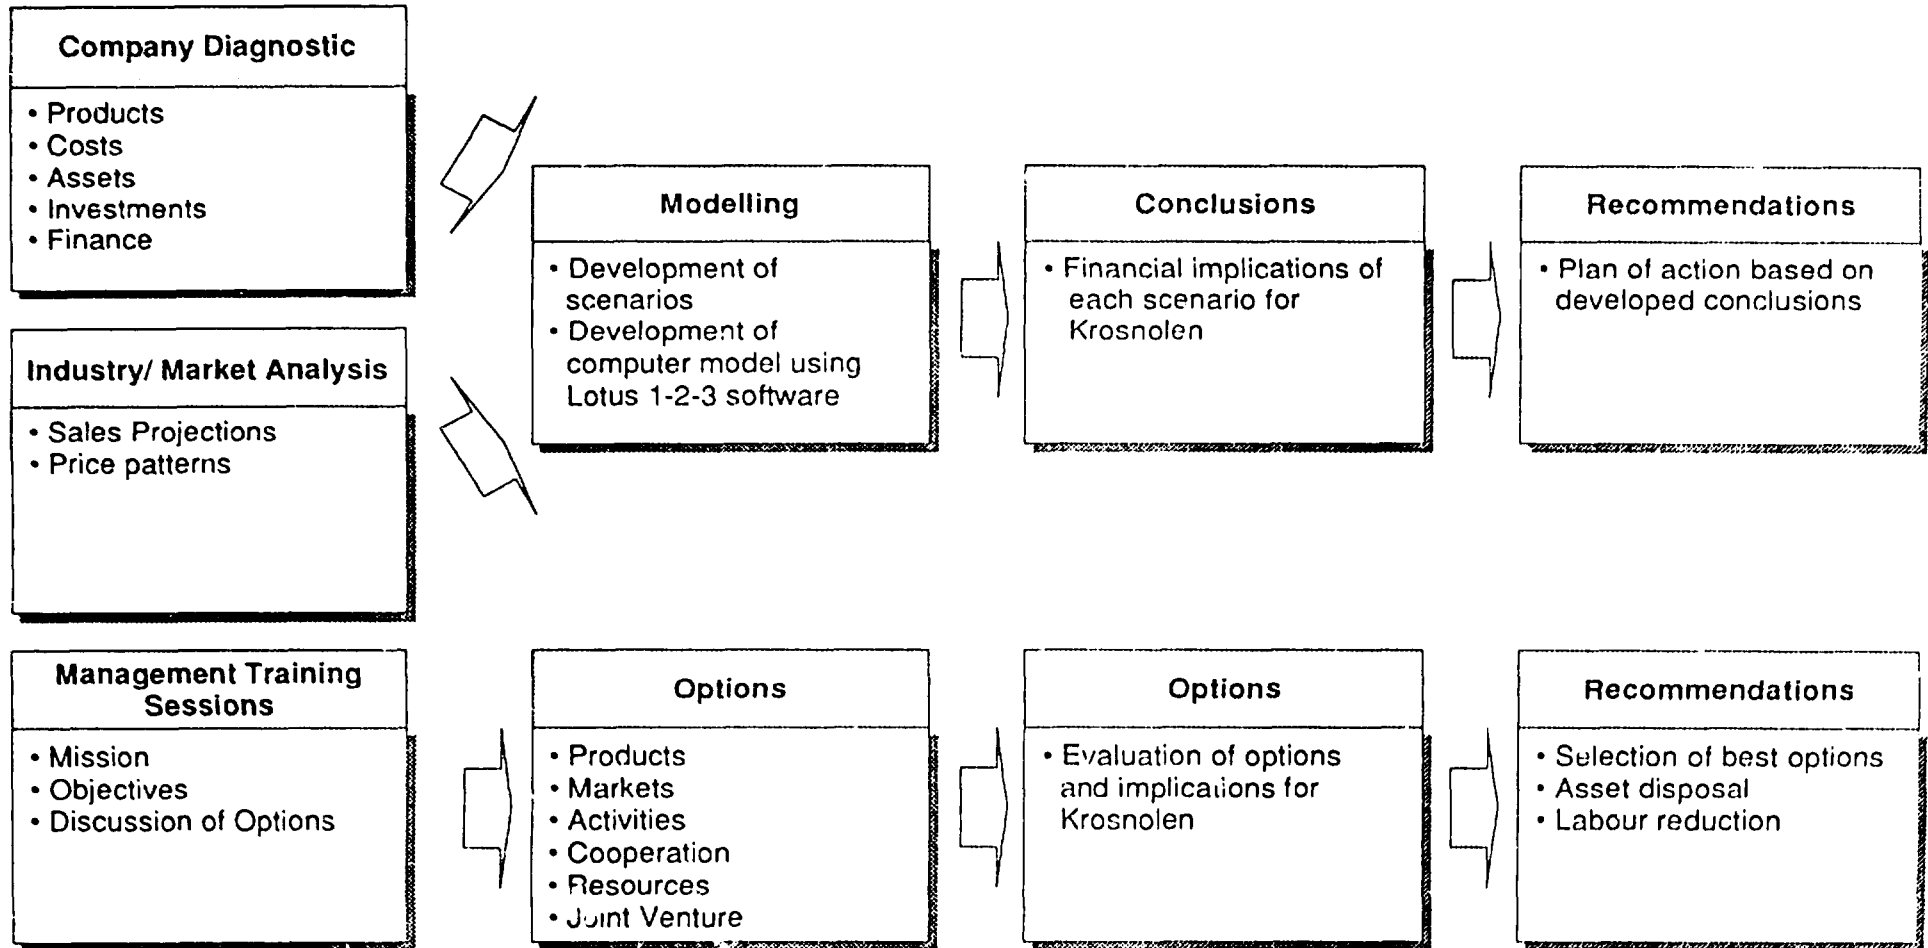 Company Diagnostic
• Products
• Costs
• Assets
• Investments
• Finance
Industry/ Market Analysis
• Sales Projections
• Price patterns
Modelling
• Development of
scenarios
• Development of
computer model using
Lotus 1-2-3 software
Conclusions
• Financial implications of
each scenario for
Krosnolen
Recommendations
• Plan of action based on
developed conclusions
Management Training
Sessions
• Mission
• Objectives
• Discussion of Options
Options
• Products
• Markets
• Activities
• Cooperation
• Resources
• Joint Venture
Options
• Evaluation of options
and implications for
Krosnolen
Recommendations
• Selection of best options
• Asset disposal
• Labour reduction